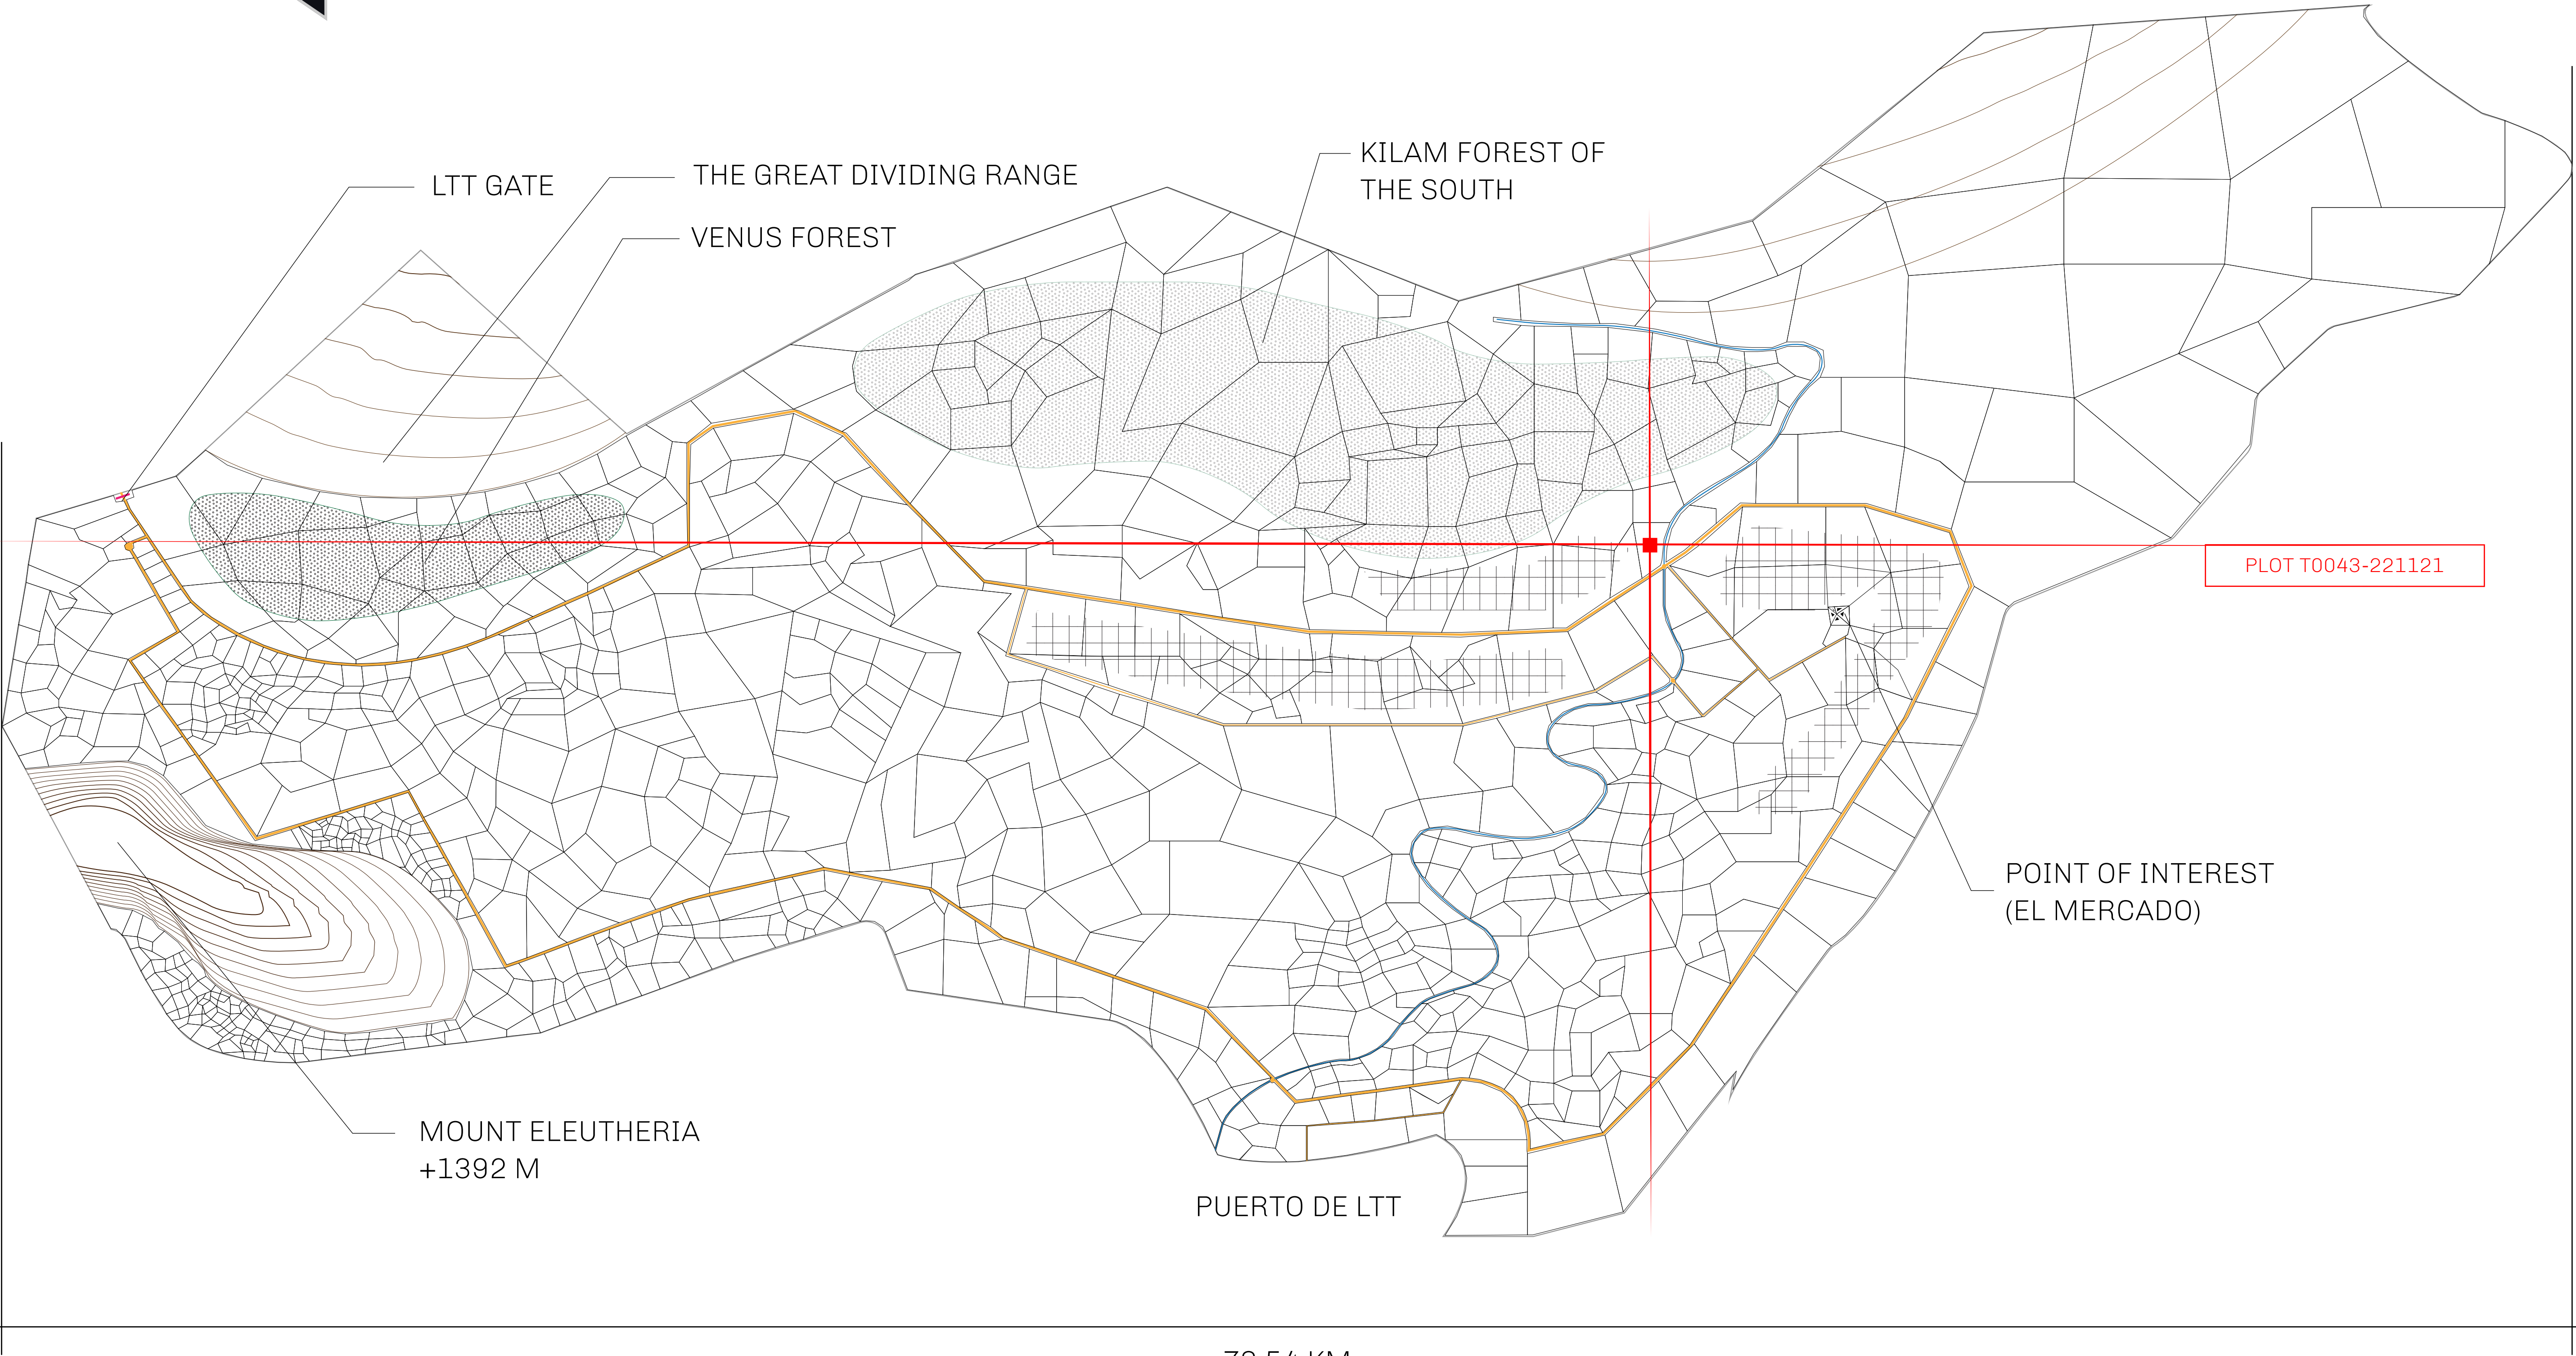 LTT GATE
THE GREAT DIVIDING RANGE
VENUS FOREST
KILAM FOREST OF
THE SOUTH
PLOT T0043-221121
POINT OF INTEREST
(EL MERCADO)
MOUNT ELEUTHERIA
+1392 M
PUERTO DE LTT
KM